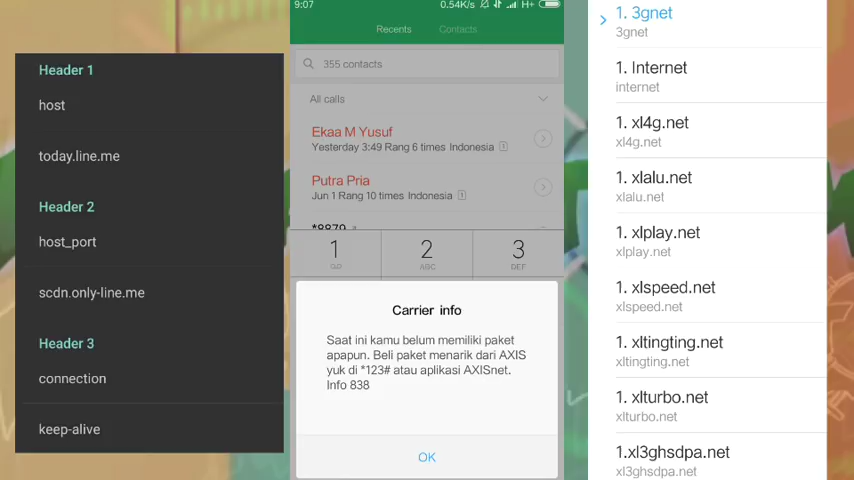 Header 1
host
today.line.me
Header 2
host_port
scdn.only-line.me
Header 3
connection
keep-alive
9:07
0.54K/s H+
Recents Contacts
355 contacts
All calls
Ekaa M Yusuf
Yesterday 3:49 Rang 6 times Indonesia 1
Putra Pria
Jun 1 Rang 10 times Indonesia 1
*8879
1 2 3
ABC DEF
Carrier info
Saat ini kamu belum memiliki paket
apapun. Beli paket menarik dari AXIS
yuk di *123# atau aplikasi AXISnet.
Info 838
OK
1. 3gnet
3gnet
1. Internet
internet
1. xl4g.net
xl4g.net
1. xlalu.net
xlalu.net
1. xlplay.net
xlplay.net
1. xlspeed.net
xlspeed.net
1. xltingting.net
xltingting.net
1. xlturbo.net
xlturbo.net
1.xl3ghsdpa.net
xl3ghsdpa.net